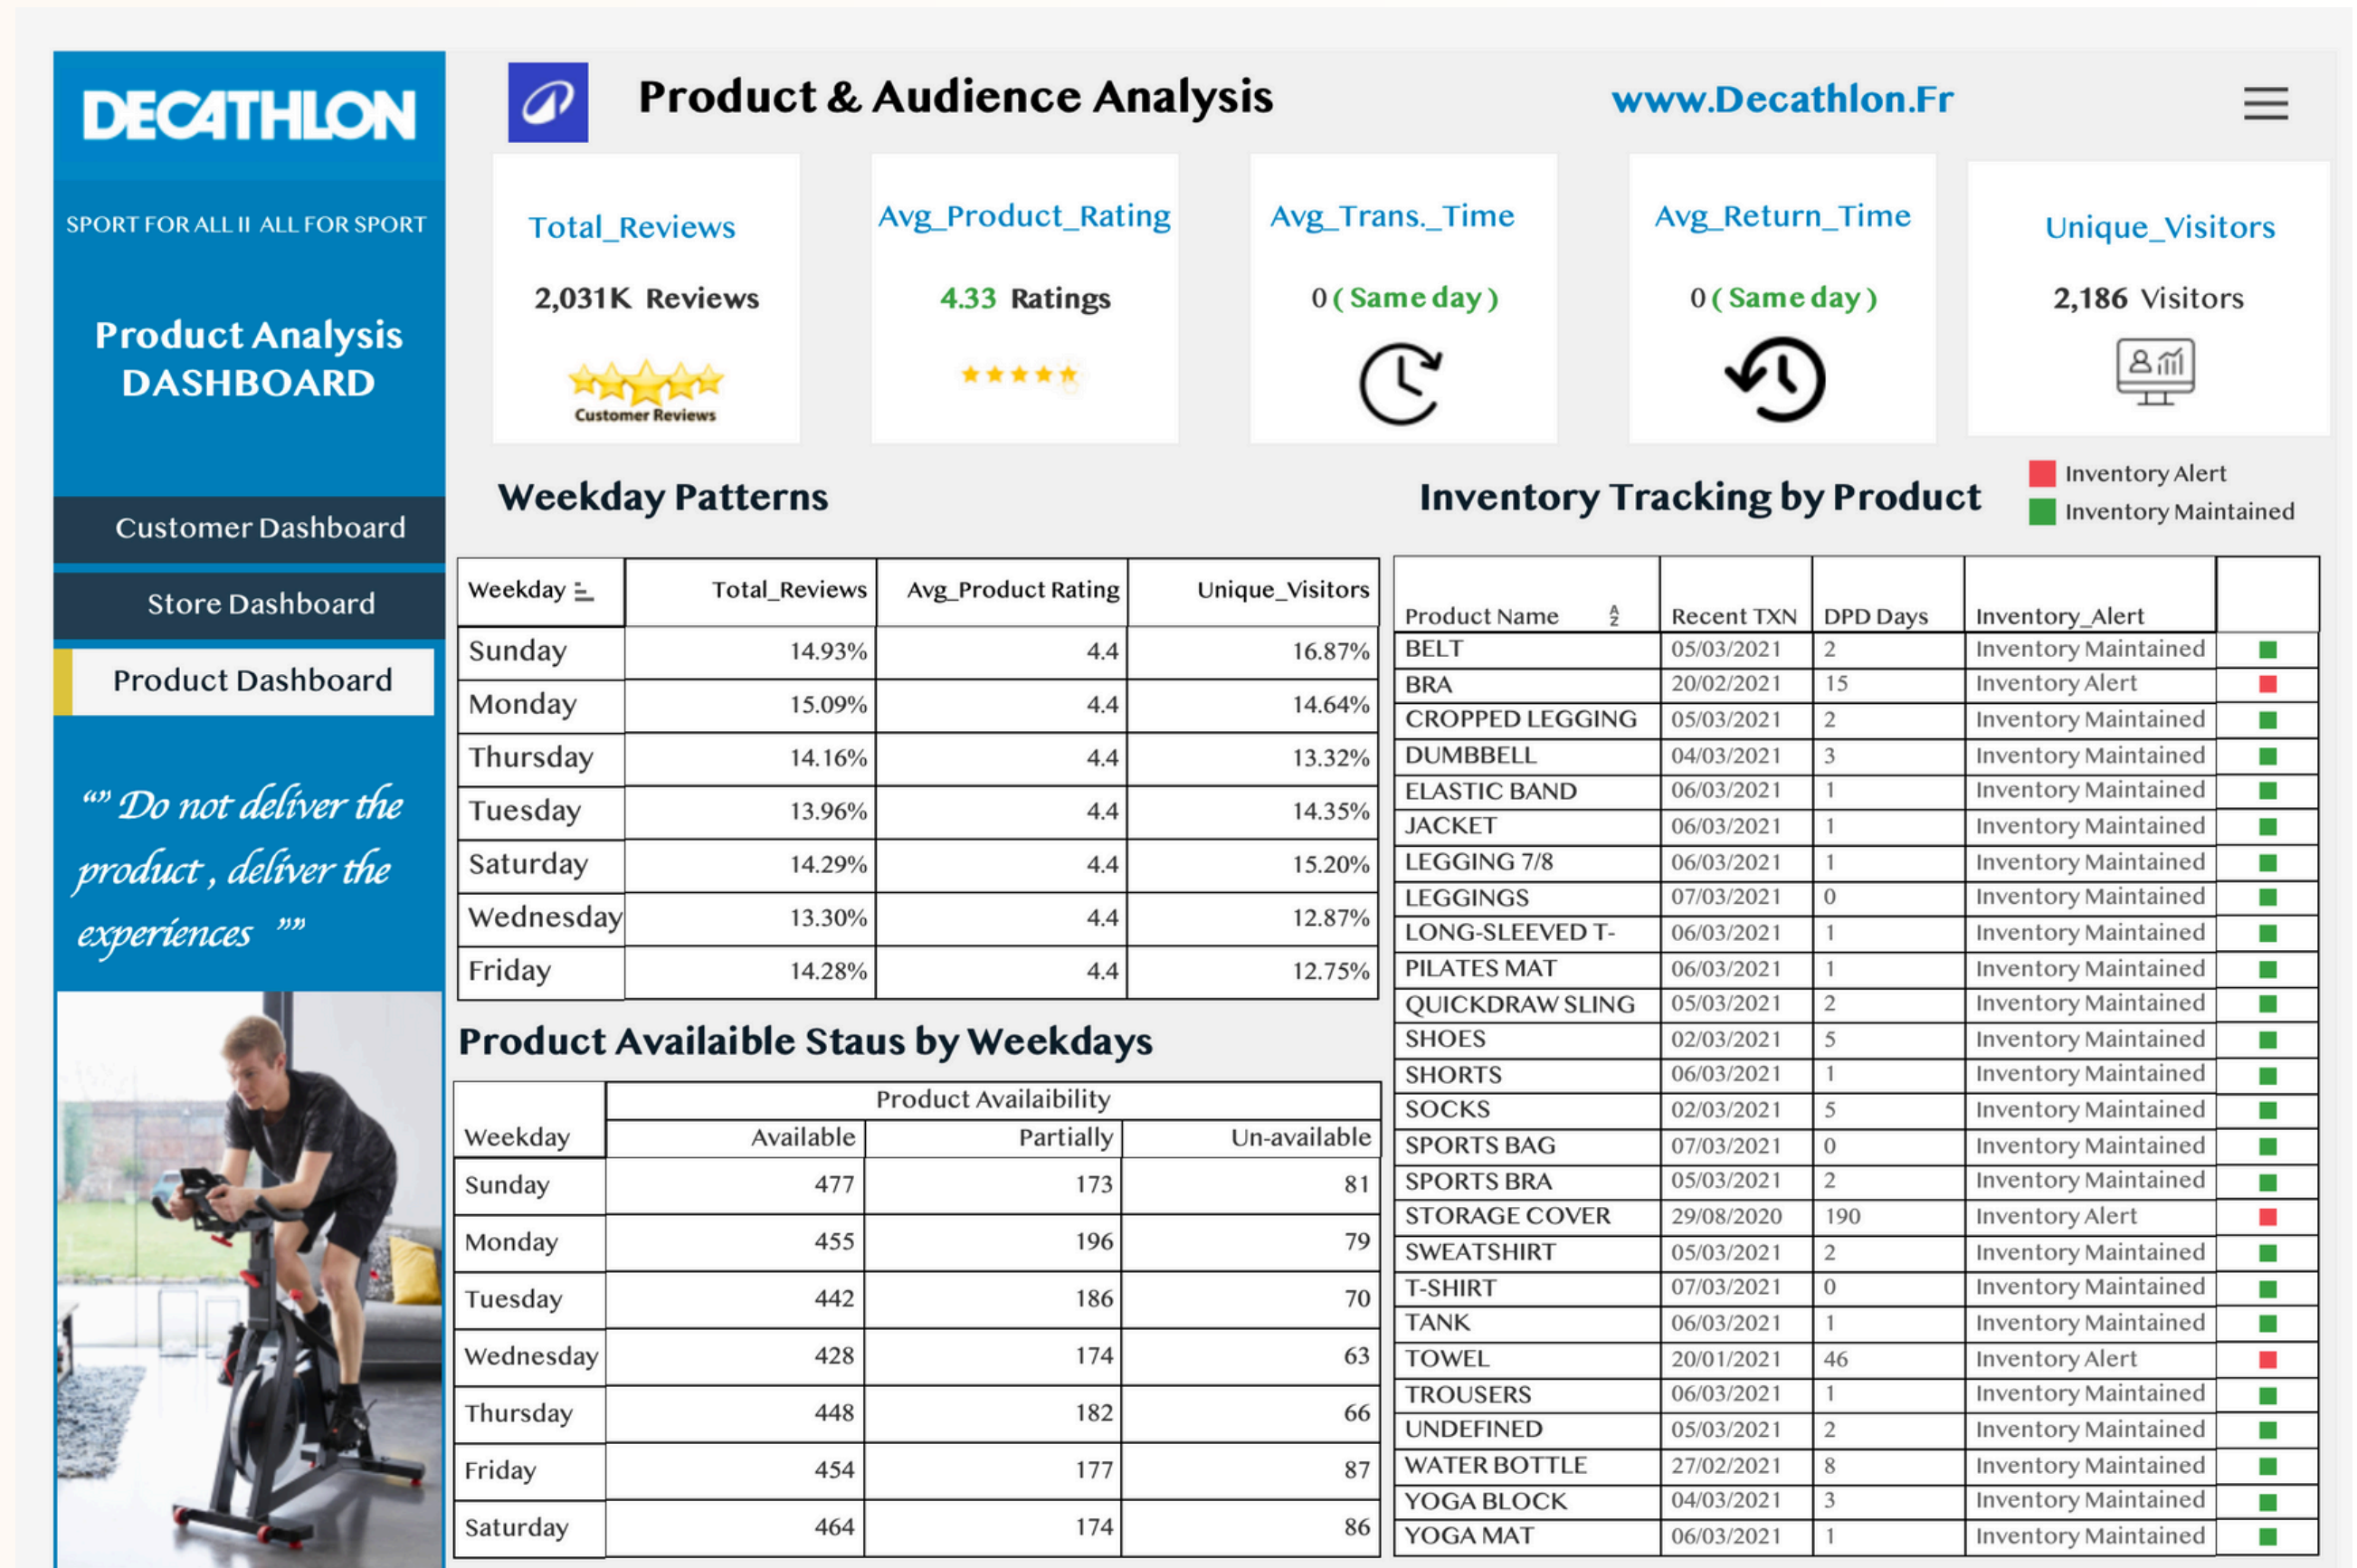 DECATHLON
SPORT FOR ALL II ALL FOR SPORT
Product Analysis
DASHBOARD
Customer Dashboard
Store Dashboard
Product Dashboard
“” Do not deliver the
product , deliver the
experiences ””
Product & Audience Analysis
www.Decathlon.Fr
Total_Reviews
2,031K Reviews
Customer Reviews
Avg_Product_Rating
4.33 Ratings
Avg_Trans._Time
0 ( Same day )
Avg_Return_Time
0 ( Same day )
Unique_Visitors
2,186 Visitors
Weekday Patterns
Weekday Total_Reviews Avg_Product Rating Unique_Visitors
Sunday 14.93% 4.4 16.87%
Monday 15.09% 4.4 14.64%
Thursday 14.16% 4.4 13.32%
Tuesday 13.96% 4.4 14.35%
Saturday 14.29% 4.4 15.20%
Wednesday 13.30% 4.4 12.87%
Friday 14.28% 4.4 12.75%
Product Availaible Staus by Weekdays
Product Availaibility
Weekday Available Partially Un-available
Sunday 477 173 81
Monday 455 196 79
Tuesday 442 186 70
Wednesday 428 174 63
Thursday 448 182 66
Friday 454 177 87
Saturday 464 174 86
Inventory Tracking by Product
Inventory Alert
Inventory Maintained
Product Name AZ Recent TXN DPD Days Inventory_Alert
BELT 05/03/2021 2 Inventory Maintained
BRA 20/02/2021 15 Inventory Alert
CROPPED LEGGING 05/03/2021 2 Inventory Maintained
DUMBBELL 04/03/2021 3 Inventory Maintained
ELASTIC BAND 06/03/2021 1 Inventory Maintained
JACKET 06/03/2021 1 Inventory Maintained
LEGGING 7/8 06/03/2021 1 Inventory Maintained
LEGGINGS 07/03/2021 0 Inventory Maintained
LONG-SLEEVED T- 06/03/2021 1 Inventory Maintained
PILATES MAT 06/03/2021 1 Inventory Maintained
QUICKDRAW SLING 05/03/2021 2 Inventory Maintained
SHOES 02/03/2021 5 Inventory Maintained
SHORTS 06/03/2021 1 Inventory Maintained
SOCKS 02/03/2021 5 Inventory Maintained
SPORTS BAG 07/03/2021 0 Inventory Maintained
SPORTS BRA 05/03/2021 2 Inventory Maintained
STORAGE COVER 29/08/2020 190 Inventory Alert
SWEATSHIRT 05/03/2021 2 Inventory Maintained
T-SHIRT 07/03/2021 0 Inventory Maintained
TANK 06/03/2021 1 Inventory Maintained
TOWEL 20/01/2021 46 Inventory Alert
TROUSERS 06/03/2021 1 Inventory Maintained
UNDEFINED 05/03/2021 2 Inventory Maintained
WATER BOTTLE 27/02/2021 8 Inventory Maintained
YOGA BLOCK 04/03/2021 3 Inventory Maintained
YOGA MAT 06/03/2021 1 Inventory Maintained